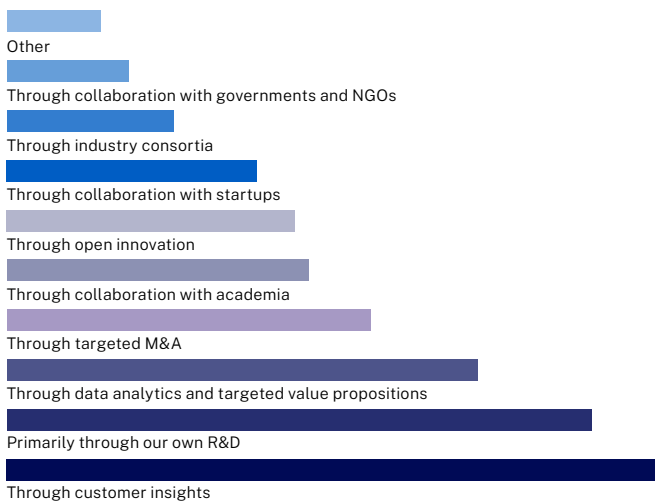 Other
Through collaboration with governments and NGOs
Through industry consortia
Through collaboration with startups
Through open innovation
Through collaboration with academia
Through targeted M&A
Through data analytics and targeted value propositions
Primarily through our own R&D
Through customer insights